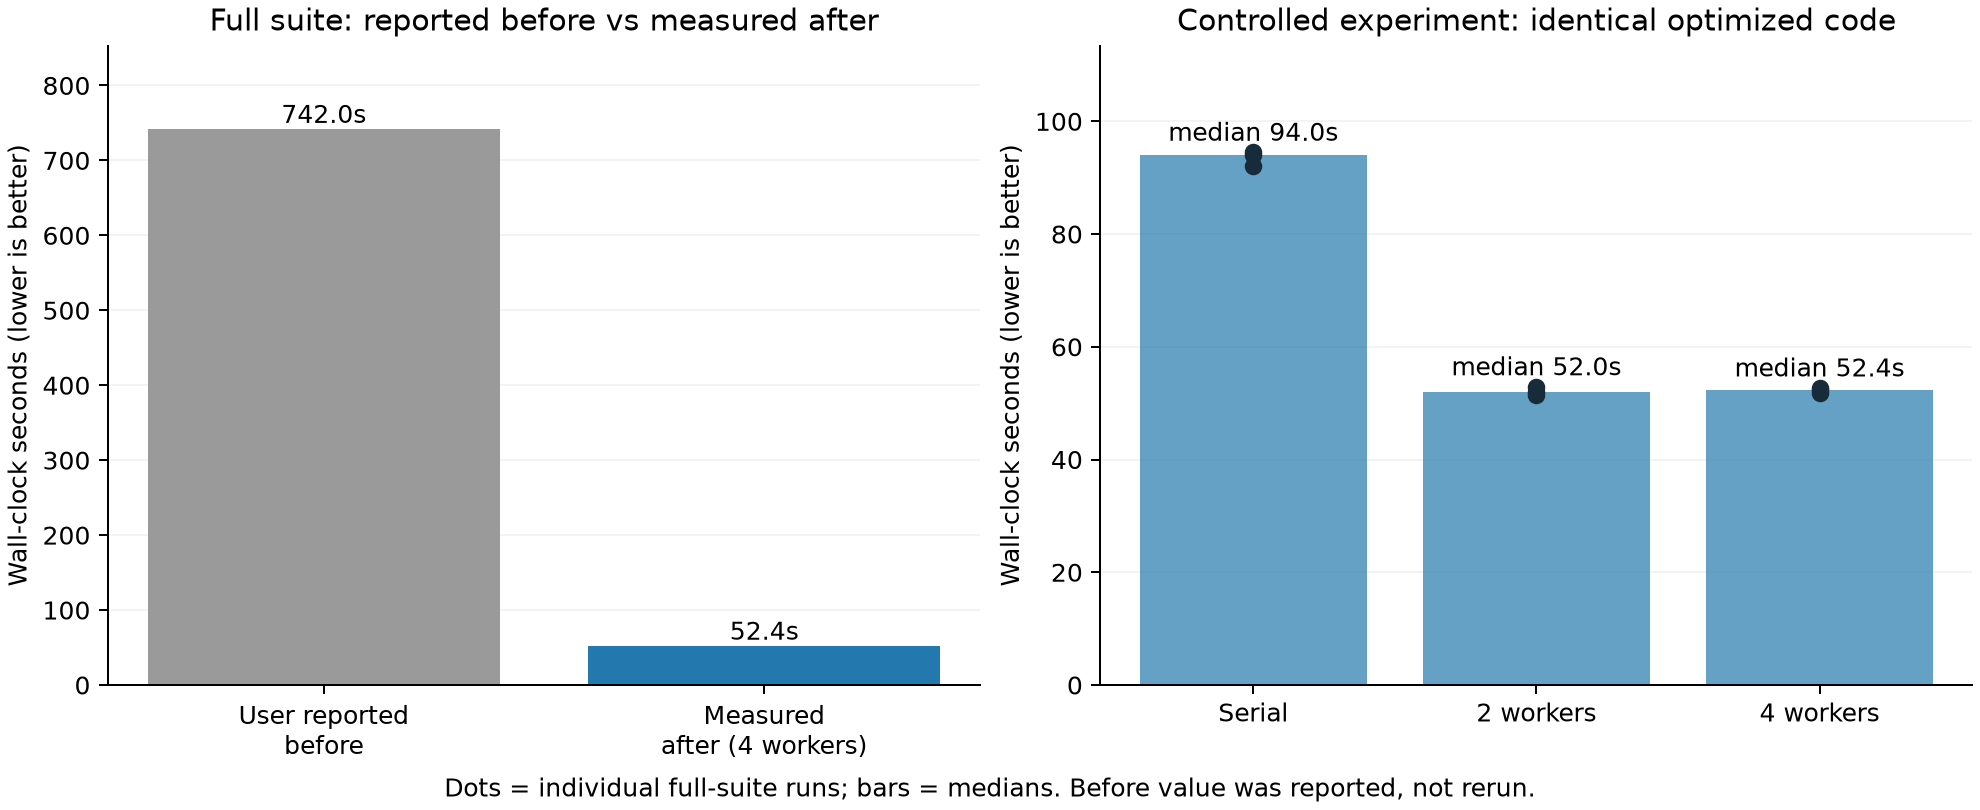 Full suite: reported before vs measured after
Wall-clock seconds (lower is better)
800
700
600
500
400
300
200
100
0
742.0s
52.4s
User reported
before
Measured
after (4 workers)
Controlled experiment: identical optimized code
Wall-clock seconds (lower is better)
100
80
60
40
20
0
median 94.0s
median 52.0s
median 52.4s
Serial
2 workers
4 workers
Dots = individual full-suite runs; bars = medians. Before value was reported, not rerun.